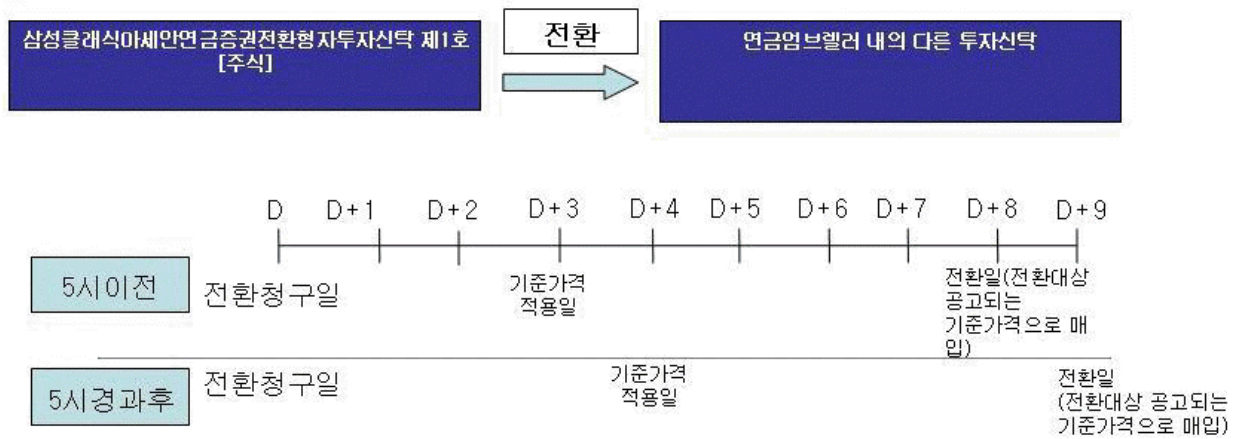 삼성클래식아세안연금증권전환형자투자신탁 제1호
[주식]
전환
연금엄브렐러 내의 다른 투자신탁
D D+1 D+2 D+3 D+4 D+5 D+6 D+7 D+8 D+9
5시이전
전환청구일
기준가격
적용일
전환일(전환대상
공고되는
기준가격으로 매
입)
5시경과후
전환청구일
기준가격
적용일
전환일
(전환대상 공고되는
기준가격으로 매입)